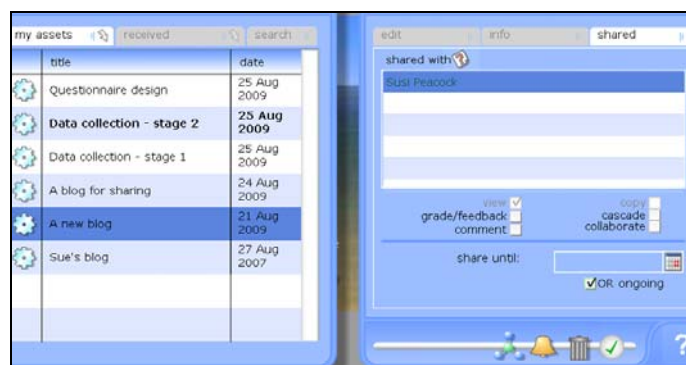 my assets received search
title date
Questionnaire design 25 Aug
2009
Data collection - stage 2 25 Aug
2009
Data collection - stage 1 25 Aug
2009
A blog for sharing 24 Aug
2009
A new blog 21 Aug
2009
Sue's blog 27 Aug
2007
edit info shared
shared with ?
Susi Peacock
view copy
grade/feedback cascade
comment collaborate
share until:
OR ongoing
?